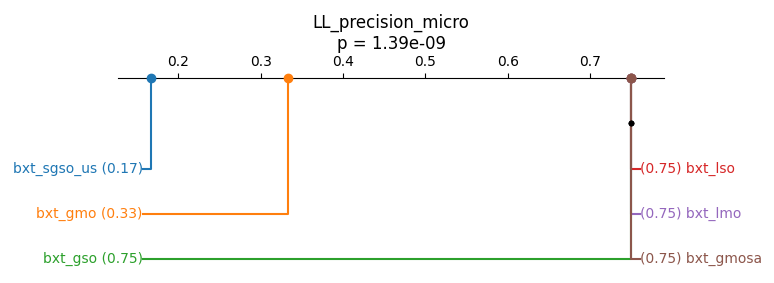 LL_precision_micro
p = 1.39e-09
0.2 0.3 0.4 0.5 0.6 0.7
bxt_sgso_us (0.17) (0.75) bxt_lso
bxt_gmo (0.33) (0.75) bxt_lmo
bxt_gso (0.75) (0.75) bxt_gmosa